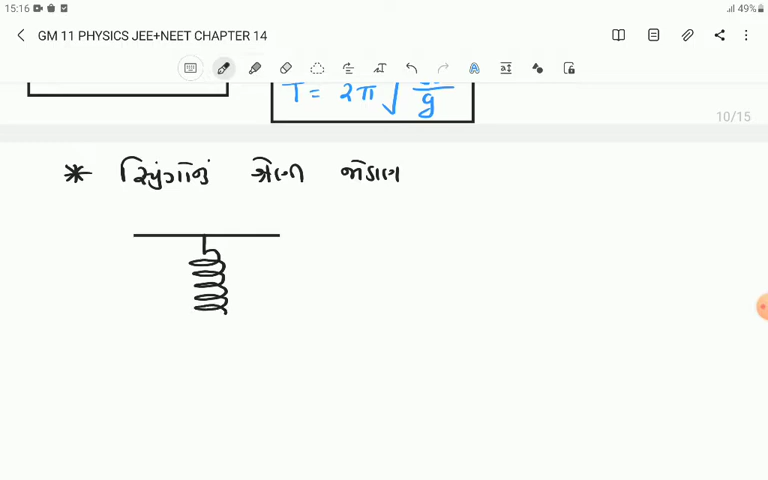 15:16
49%
GM 11 PHYSICS JEE+NEET CHAPTER 14
T = 2π√ g
10/15
* સ્પ્રિંગોનું શ્રેણી જોડાણ